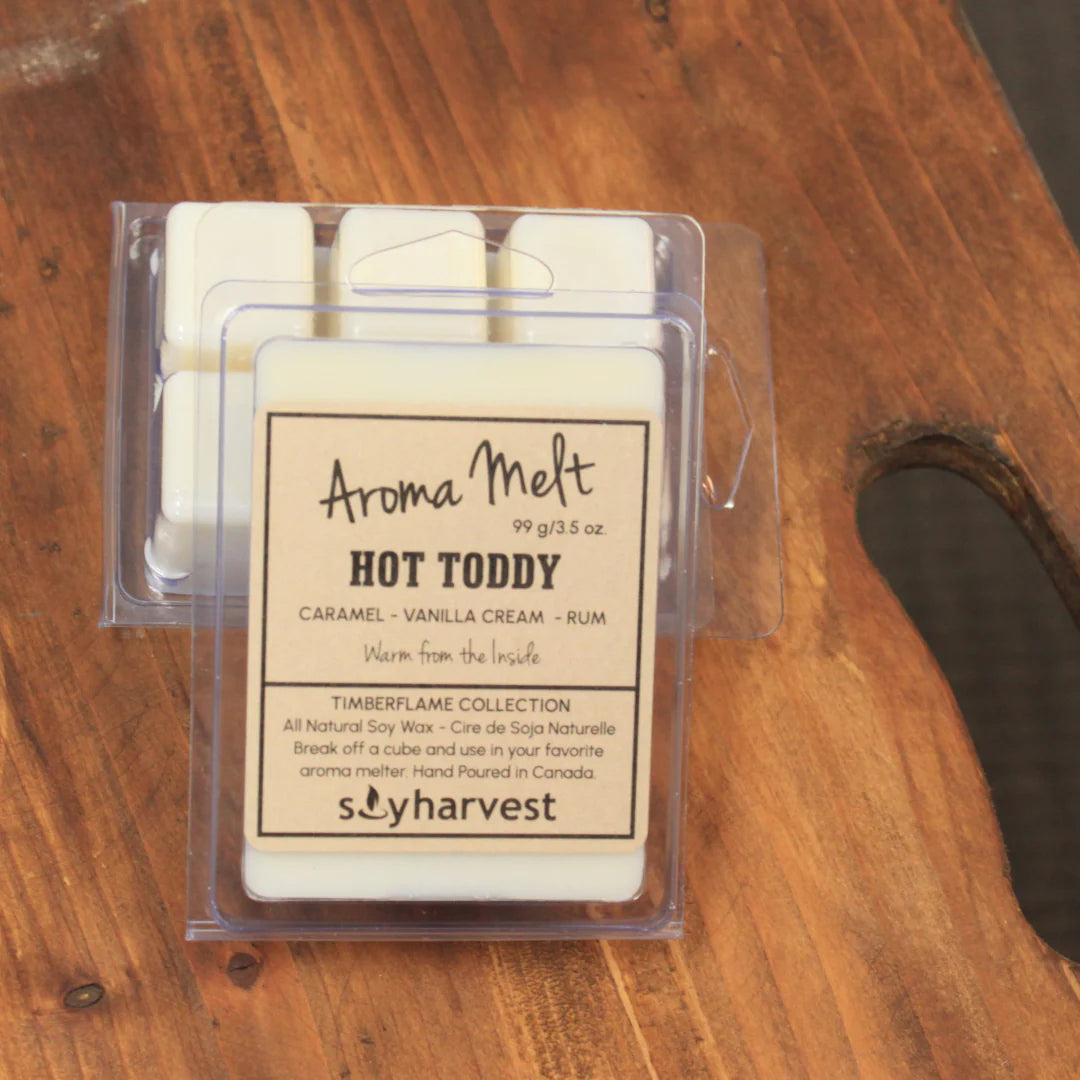 Aroma Melt
99 g/3.5 oz.
HOT TODDY
CARAMEL - VANILLA CREAM - RUM
Warm from the Inside
TIMBERFLAME COLLECTION
All Natural Soy Wax - Cire de Soja Naturelle
Break off a cube and use in your favorite
aroma melter. Hand Poured in Canada.
soyharvest